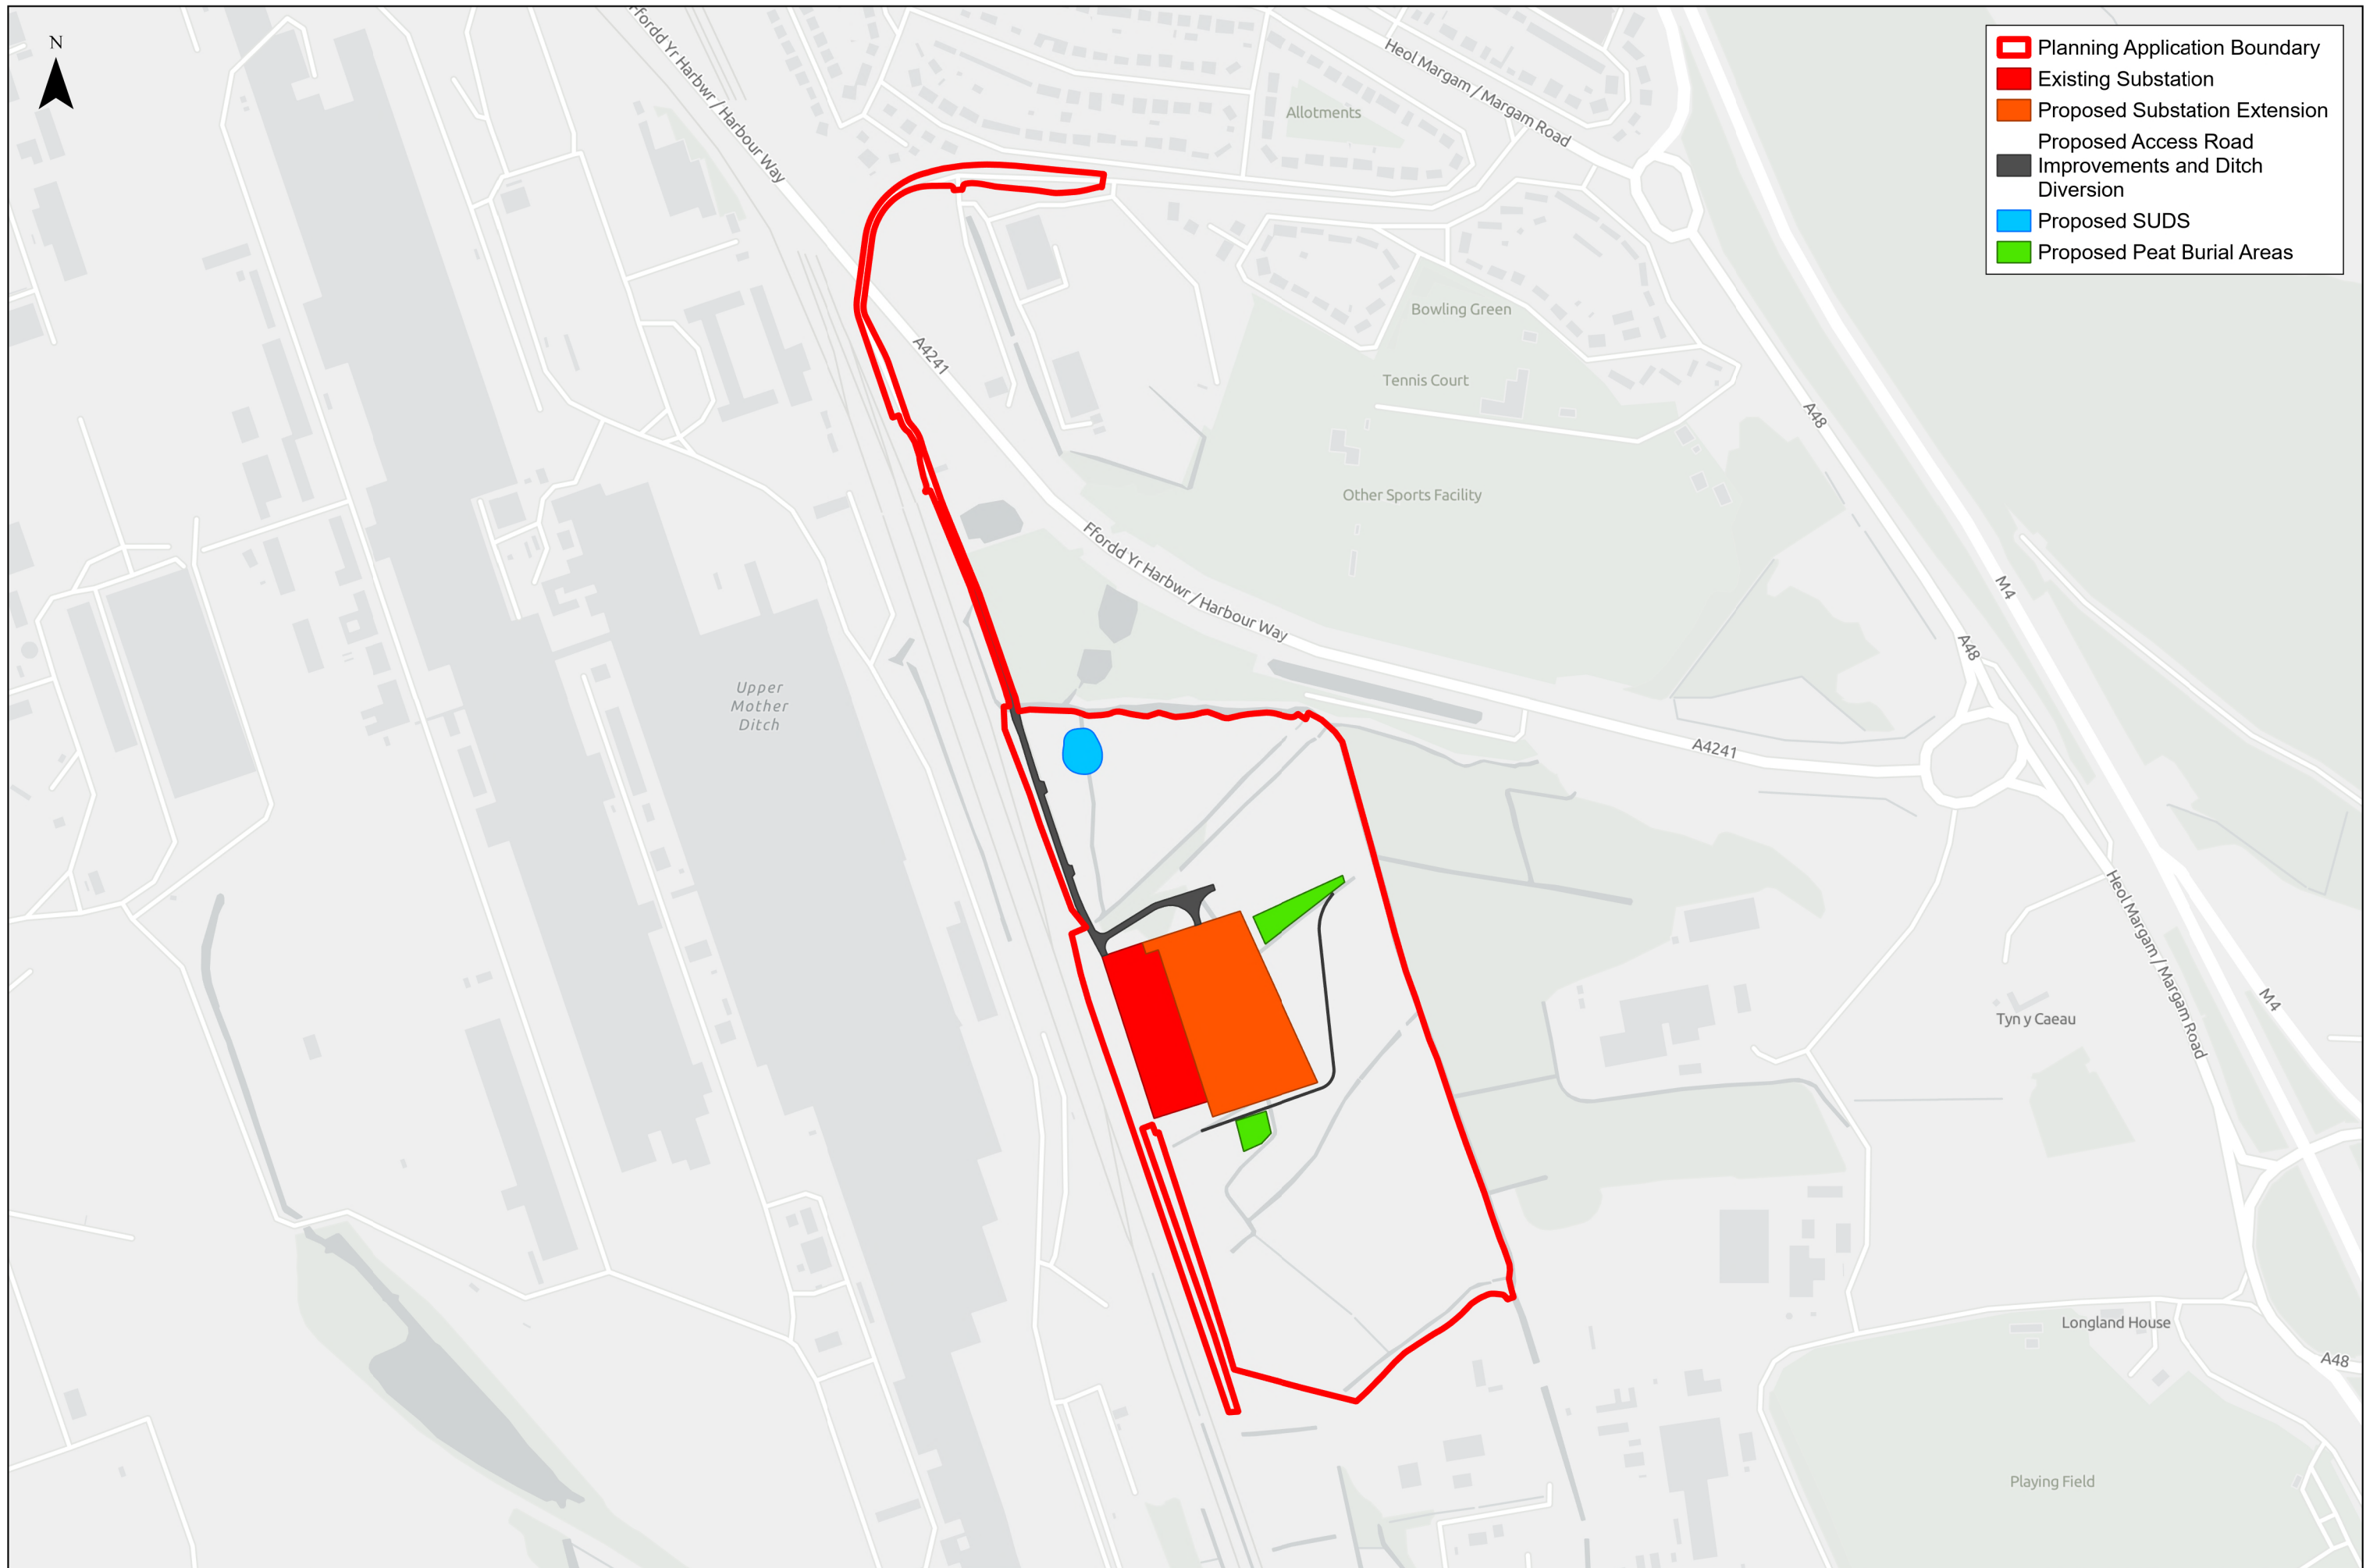 N
Planning Application Boundary
Existing Substation
Proposed Substation Extension
Proposed Access Road
Improvements and Ditch
Diversion
Proposed SUDS
Proposed Peat Burial Areas
Ffordd Yr Harbwr / Harbour Way
Heol Margam / Margam Road
Allotments
Bowling Green
A4241
Tennis Court
A48
Other Sports Facility
Ffordd Yr Harbwr / Harbour Way
M4
A48
Upper
Mother
Ditch
A4241
Heol Margam / Margam Road
M4
Tyn y Caeau
Longland House
A48
Playing Field